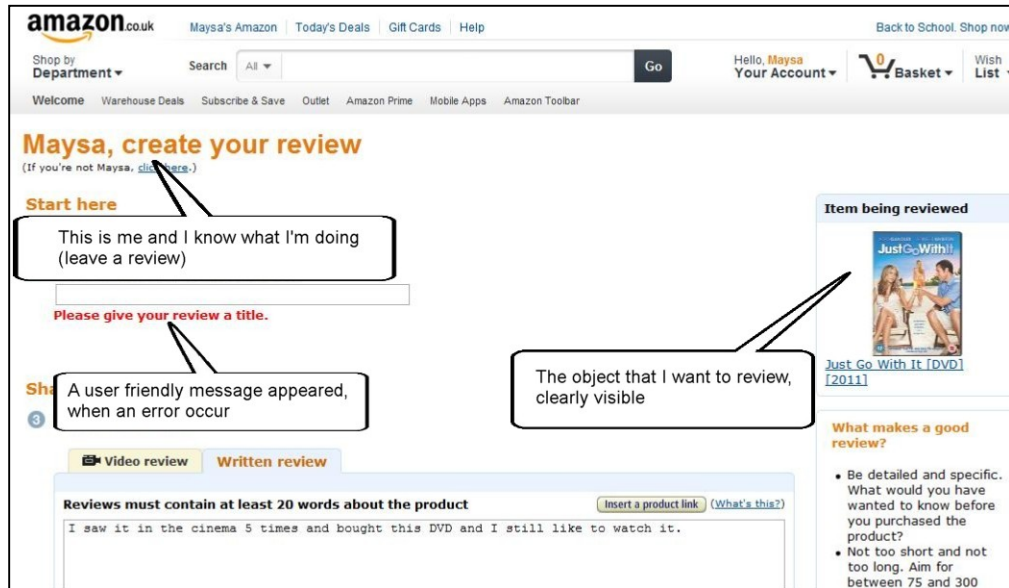 amazon.co.uk Maysa's Amazon Today's Deals Gift Cards Help Back to School. Shop now
Shop by
Department
Search All Go
Hello, Maysa
Your Account
0
Basket
Wish
List
Welcome Warehouse Deals Subscribe & Save Outlet Amazon Prime Mobile Apps Amazon Toolbar
Maysa, create your review
(If you're not Maysa, click here.)
Start here
This is me and I know what I'm doing
(leave a review)
Please give your review a title.
A user friendly message appeared,
when an error occur
Item being reviewed
Just Go With It
Just Go With It [DVD]
[2011]
The object that I want to review,
clearly visible
3
Video review Written review
Reviews must contain at least 20 words about the product Insert a product link (What's this?)
I saw it in the cinema 5 times and bought this DVD and I still like to watch it.
What makes a good
review?
• Be detailed and specific.
What would you have
wanted to know before
you purchased the
product?
• Not too short and not
too long. Aim for
between 75 and 300